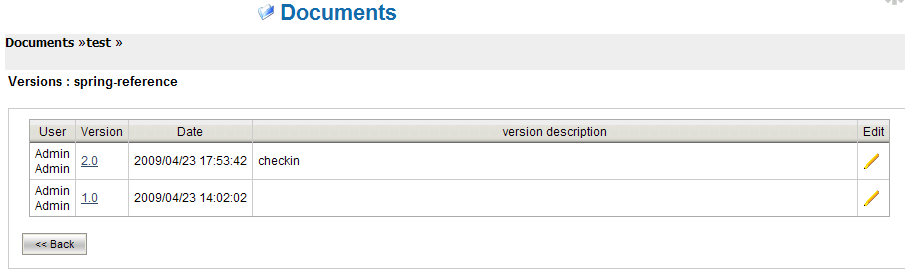 Documents
Documents »test »
Versions : spring-reference
User Version Date version description Edit
Admin Admin 2.0 2009/04/23 17:53:42 checkin
Admin Admin 1.0 2009/04/23 14:02:02
<< Back